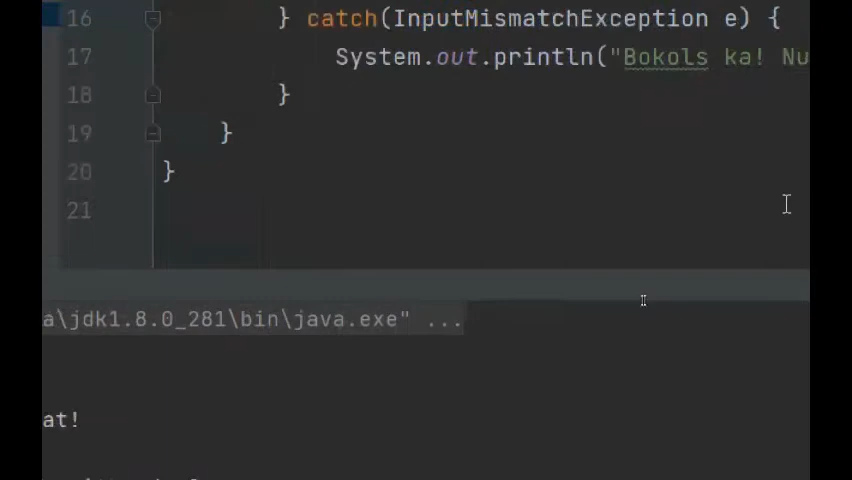 16 } catch(InputMismatchException e) {
17 System.out.println("Bokols ka! Nu
18 }
19 }
20 }
21
a\jdk1.8.0_281\bin\java.exe" ...
at!